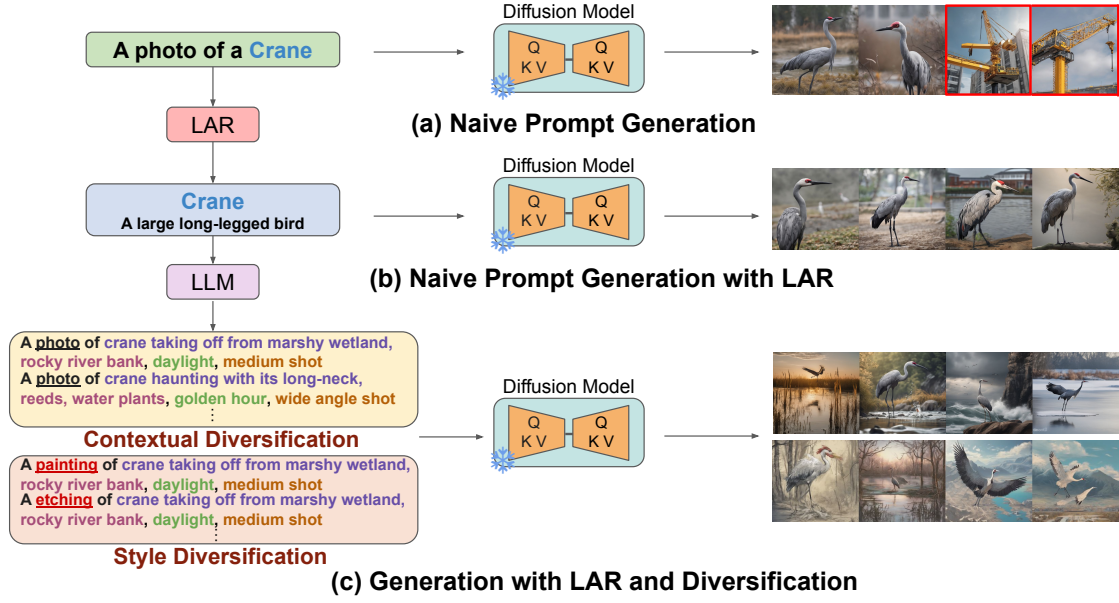 A photo of a Crane
Diffusion Model
Q Q
K V K V
(a) Naive Prompt Generation
LAR
Crane
A large long-legged bird
Diffusion Model
Q Q
K V K V
(b) Naive Prompt Generation with LAR
LLM
A photo of crane taking off from marshy wetland,
rocky river bank, daylight, medium shot
A photo of crane haunting with its long-neck,
reeds, water plants, golden hour, wide angle shot
⋮
Contextual Diversification
A painting of crane taking off from marshy wetland,
rocky river bank, daylight, medium shot
A etching of crane taking off from marshy wetland,
rocky river bank, daylight, medium shot
⋮
Style Diversification
Diffusion Model
Q Q
K V K V
(c) Generation with LAR and Diversification